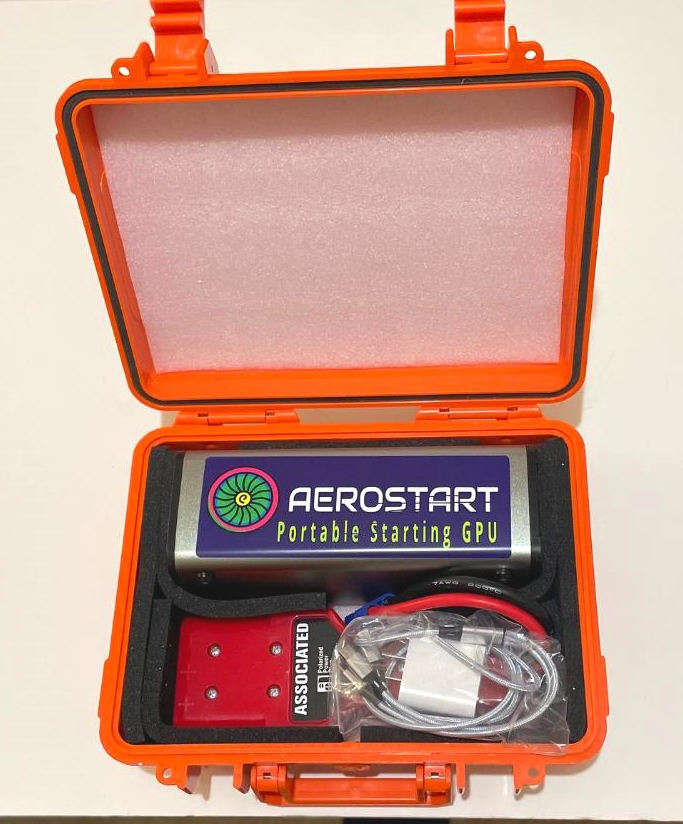 AEROSTART
Portable Starting GPU
ASSOCIATED
Polarized
Power